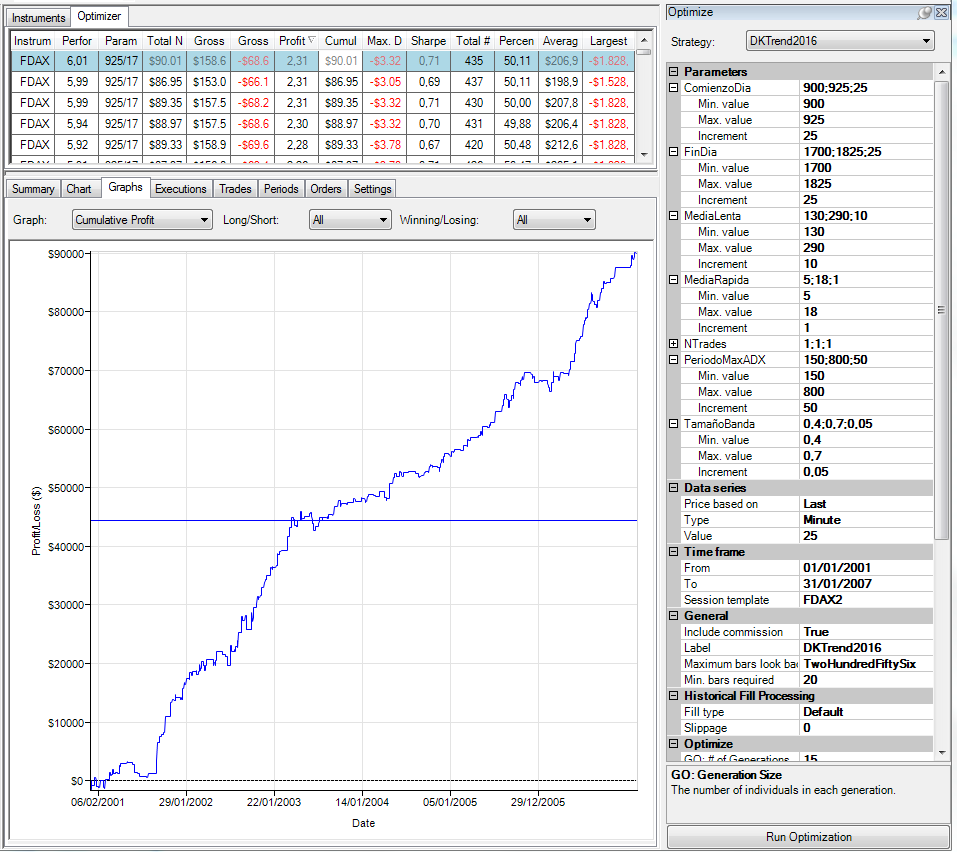 Instruments Optimizer
Instrum Perfor Param Total N Gross Gross Profit Cumul Max. D Sharpe Total # Percen Averag Largest
FDAX 6,01 925/17 $90.01 $158.6 -$68.6 2,31 $90.01 -$3.32 0,71 435 50,11 $206,9 -$1.828,
FDAX 5,99 925/17 $86.95 $153.0 -$66.1 2,31 $86.95 -$3.05 0,69 437 50,11 $198,9 -$1.528,
FDAX 5,99 925/17 $89.35 $157.5 -$68.2 2,31 $89.35 -$3.32 0,71 430 50,00 $207,8 -$1.828,
FDAX 5,94 925/17 $88.97 $157.5 -$68.6 2,30 $88.97 -$3.32 0,70 431 49,88 $206,4 -$1.828,
FDAX 5,92 925/17 $89.33 $158.9 -$69.6 2,28 $89.33 -$3.78 0,67 420 50,48 $212,6 -$1.828,
Summary Chart Graphs Executions Trades Periods Orders Settings
Graph: Cumulative Profit Long/Short: All Winning/Losing: All
$90000
$80000
$70000
$60000
$50000
$40000
$30000
$20000
$10000
$0
Profit/Loss ($)
06/02/2001 29/01/2002 22/01/2003 14/01/2004 05/01/2005 29/12/2005
Date
Optimize
Strategy: DKTrend2016
Parameters
ComienzoDia 900;925;25
Min. value 900
Max. value 925
Increment 25
FinDia 1700;1825;25
Min. value 1700
Max. value 1825
Increment 25
MediaLenta 130;290;10
Min. value 130
Max. value 290
Increment 10
MediaRapida 5;18;1
Min. value 5
Max. value 18
Increment 1
NTrades 1;1;1
PeriodoMaxADX 150;800;50
Min. value 150
Max. value 800
Increment 50
TamañoBanda 0,4;0,7;0,05
Min. value 0,4
Max. value 0,7
Increment 0,05
Data series
Price based on Last
Type Minute
Value 25
Time frame
From 01/01/2001
To 31/01/2007
Session template FDAX2
General
Include commission True
Label DKTrend2016
Maximum bars look bac TwoHundredFiftySix
Min. bars required 20
Historical Fill Processing
Fill type Default
Slippage 0
Optimize
GO: # of Generations 15
GO: Generation Size
The number of individuals in each generation.
Run Optimization